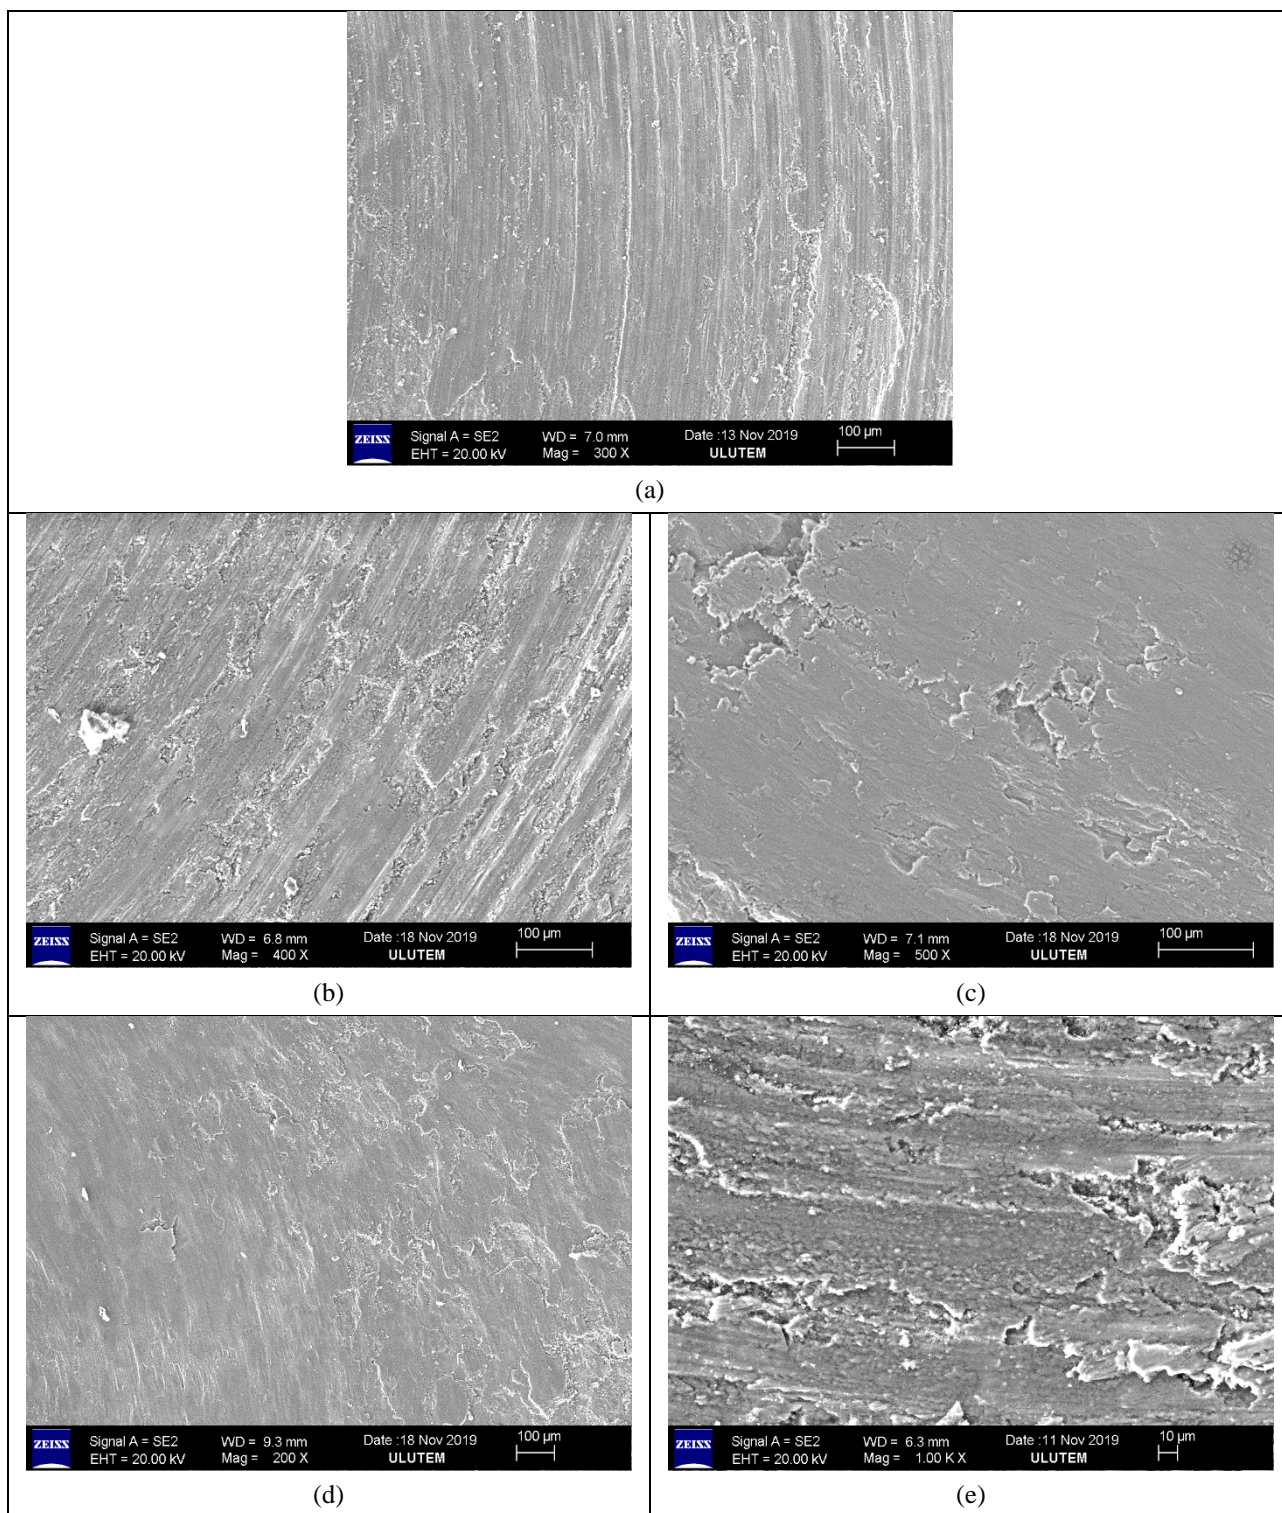 ZEISS
Signal A = SE2 WD = 7.0 mm Date :13 Nov 2019 100 µm
EHT = 20.00 kV Mag = 300 X ULUTEM
(a)
ZEISS
Signal A = SE2 WD = 6.8 mm Date :18 Nov 2019 100 µm
EHT = 20.00 kV Mag = 400 X ULUTEM
(b)
ZEISS
Signal A = SE2 WD = 7.1 mm Date :18 Nov 2019 100 µm
EHT = 20.00 kV Mag = 500 X ULUTEM
(c)
ZEISS
Signal A = SE2 WD = 9.3 mm Date :18 Nov 2019 100 µm
EHT = 20.00 kV Mag = 200 X ULUTEM
(d)
ZEISS
Signal A = SE2 WD = 6.3 mm Date :11 Nov 2019 10 µm
EHT = 20.00 kV Mag = 1.00 K X ULUTEM
(e)